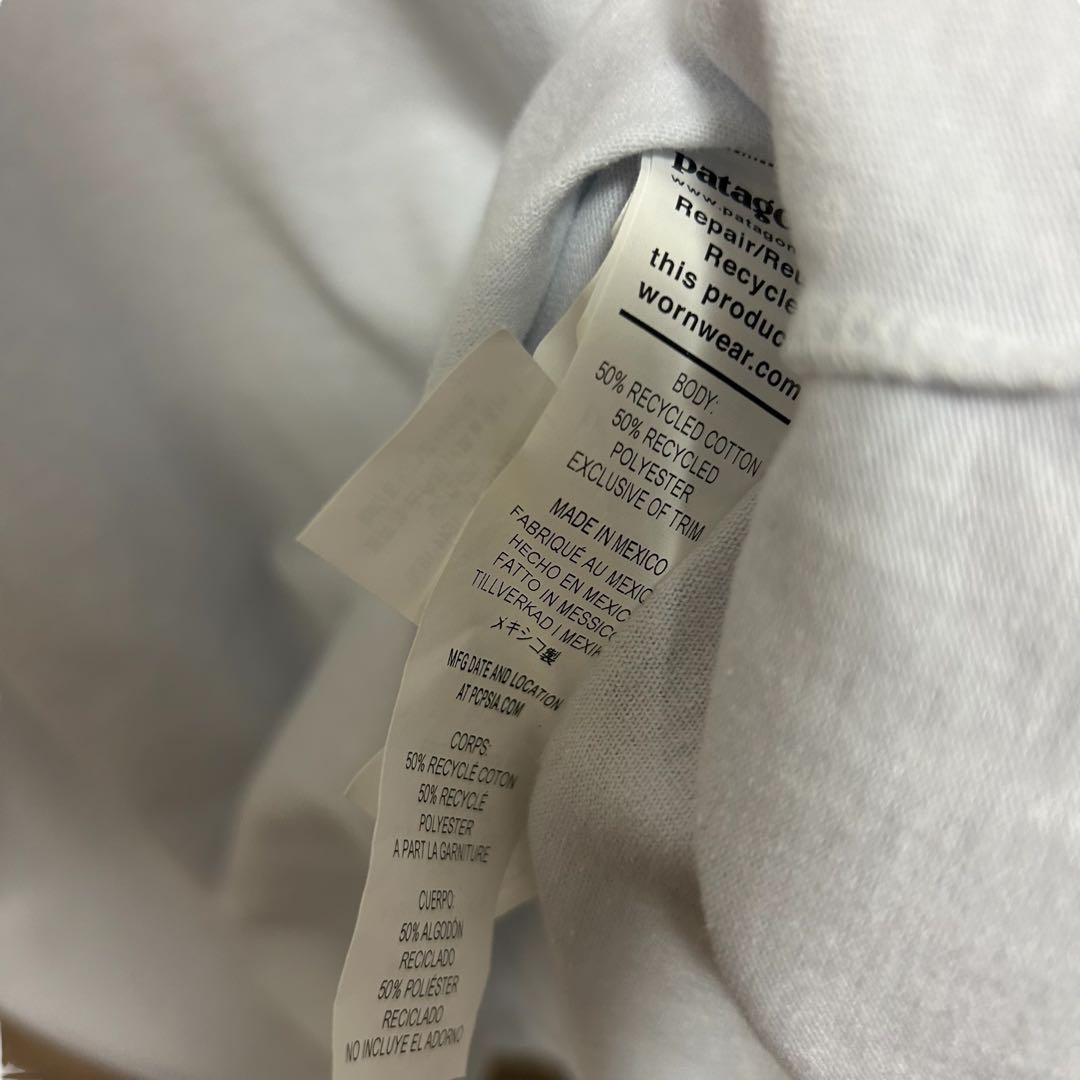 patago
www.patagon
Repair/Reu
Recycle
this produc
wornwear.com
BODY:
50% RECYCLED COTTON
50% RECYCLED
POLYESTER
EXCLUSIVE OF TRIM
MADE IN MEXICO
FABRIQUÉ AU MEXIC
HECHO EN MEXIC
FATTO IN MESSIC
TILLVERKAD I MEXIK
メキシコ製
MFG DATE AND LOCATION
AT PCPSIA.COM
CORPS:
50% RECYCLÉ COTON
50% RECYCLÉ
POLYESTER
A PART LA GARNITURE
CUERPO:
50% ALGODÓN
RECICLADO
50% POLIÉSTER
RECICLADO
NO INCLUYE EL ADORNO